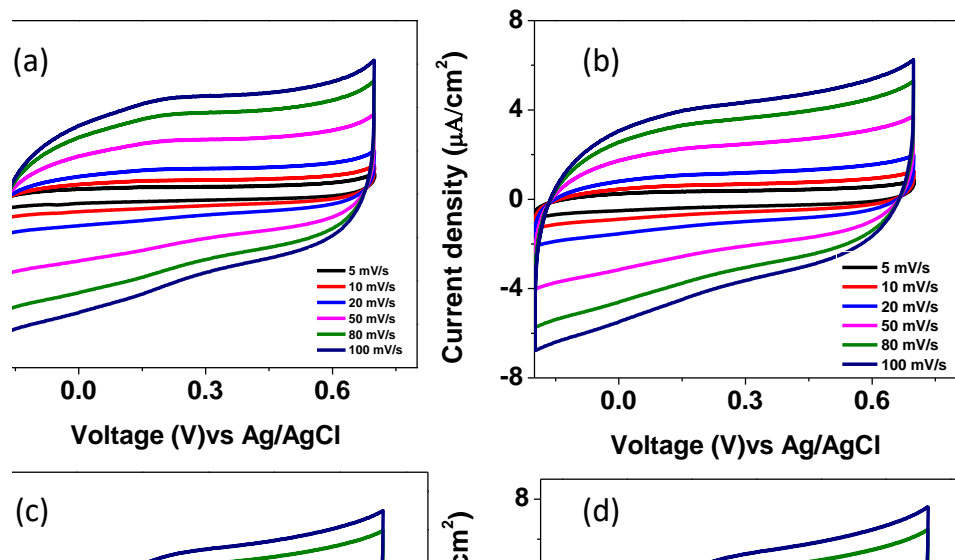 (a)
5 mV/s
10 mV/s
20 mV/s
50 mV/s
80 mV/s
100 mV/s
0.0 0.3 0.6
Voltage (V)vs Ag/AgCl
(b)
Current density (µA/cm²)
8
4
0
-4
-8
5 mV/s
10 mV/s
20 mV/s
50 mV/s
80 mV/s
100 mV/s
0.0 0.3 0.6
Voltage (V)vs Ag/AgCl
(c)
cm²)
8
(d)